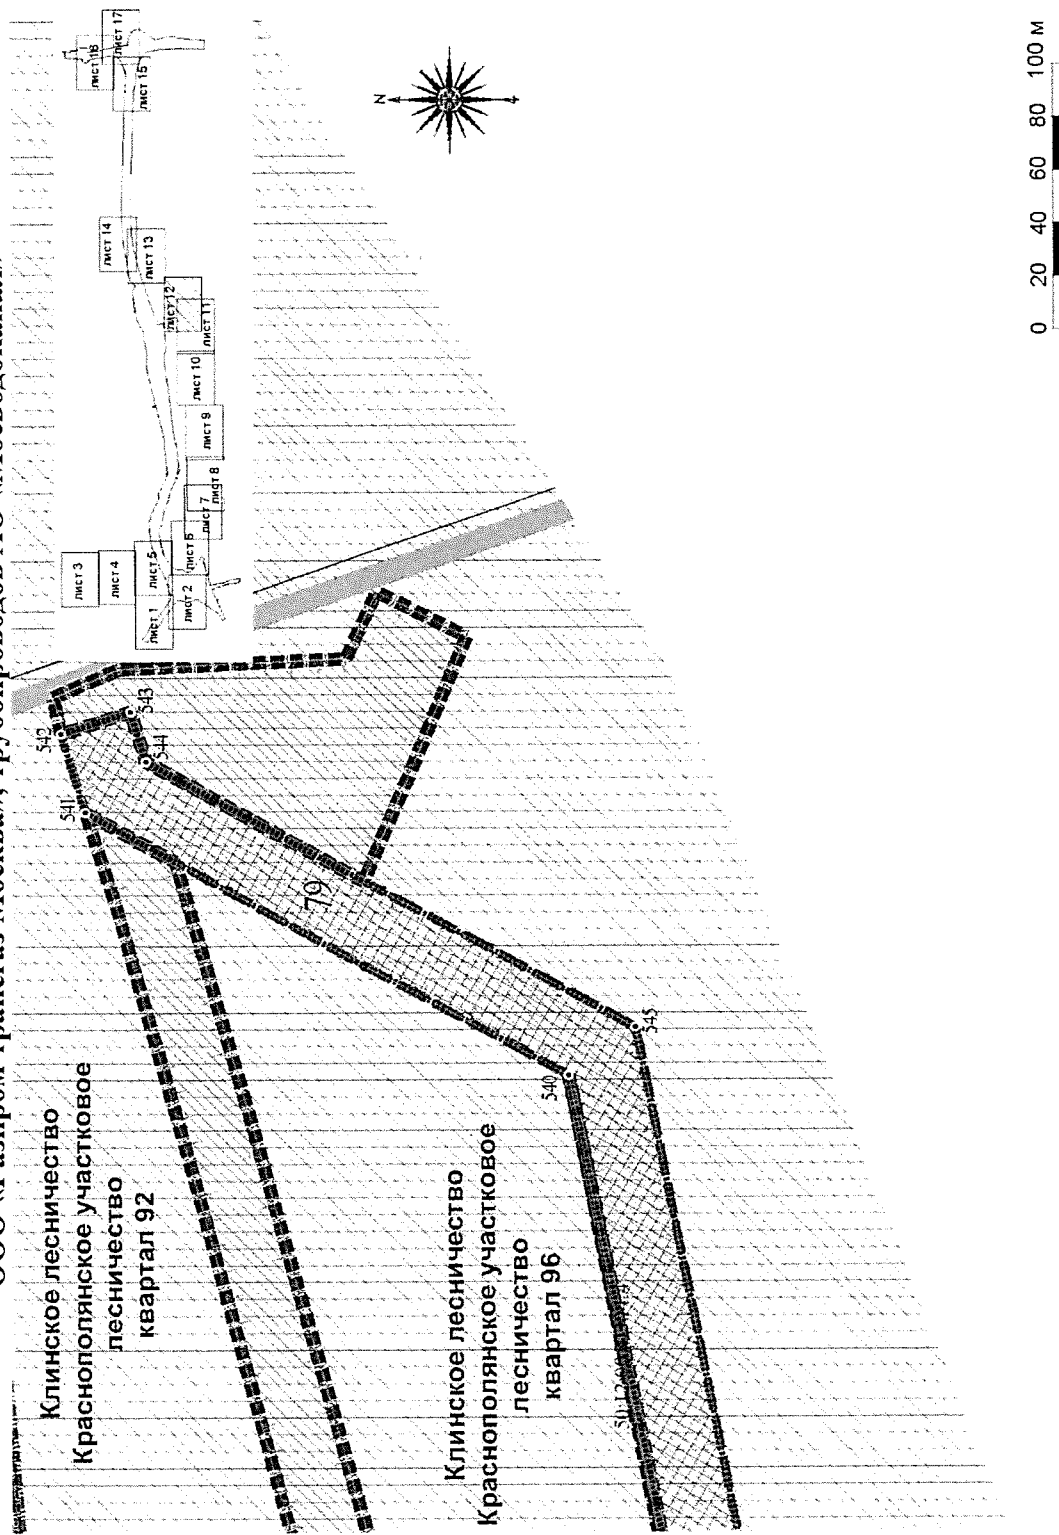 Клинское лесничество
Краснополянское участковое
лесничество
квартал 92
Клинское лесничество
Краснополянское участковое
лесничество
квартал 96
79
540
541
542
543
544
545
лист 1
лист 2
лист 3
лист 4
лист 5
лист 6
лист 7
лист 8
лист 9
лист 10
лист 11
лист 12
лист 13
лист 14
лист 15
лист 16
лист 17
N
0 20 40 60 80 100 м